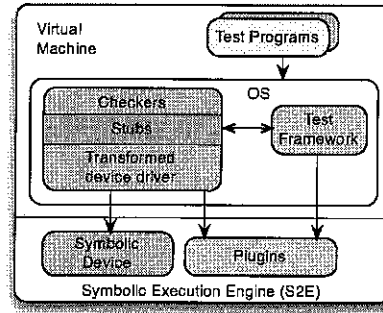 Virtual
Machine
Test Programs
OS
Checkers
Stubs
Transformed
device driver
Test
Framework
Symbolic
Device
Plugins
Symbolic Execution Engine (S2E)